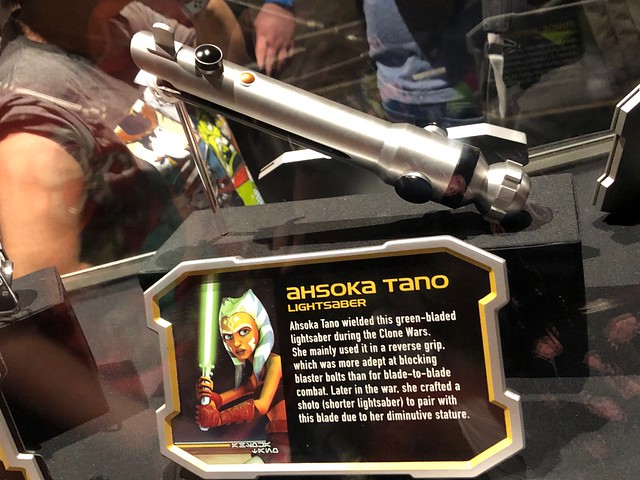 AHSOKA TANO
LIGHTSABER
Ahsoka Tano wielded this green-bladed
lightsaber during the Clone Wars.
She mainly used it in a reverse grip,
which was more adept at blocking
blaster bolts than for blade-to-blade
combat. Later in the war, she crafted a
shoto (shorter lightsaber) to pair with
this blade due to her diminutive stature.